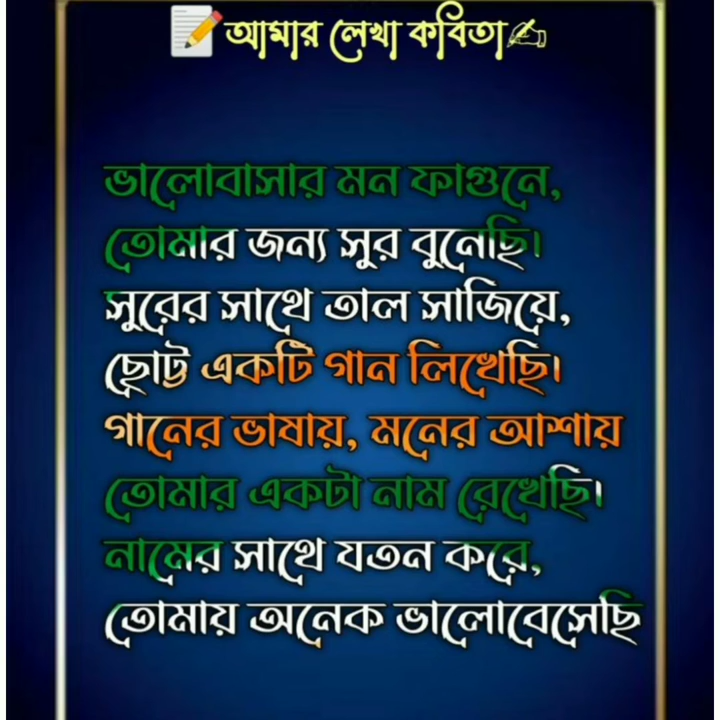 📝আমার লেখা কবিতা✍️
ভালোবাসার মন ফাগুনে,
তোমার জন্য সুর বুনেছি।
সুরের সাথে তাল সাজিয়ে,
ছোট্ট একটি গান লিখেছি।
গানের ভাষায়, মনের আশায়
তোমার একটা নাম রেখেছি।
নামের সাথে যতন করে,
তোমায় অনেক ভালোবেসেছি